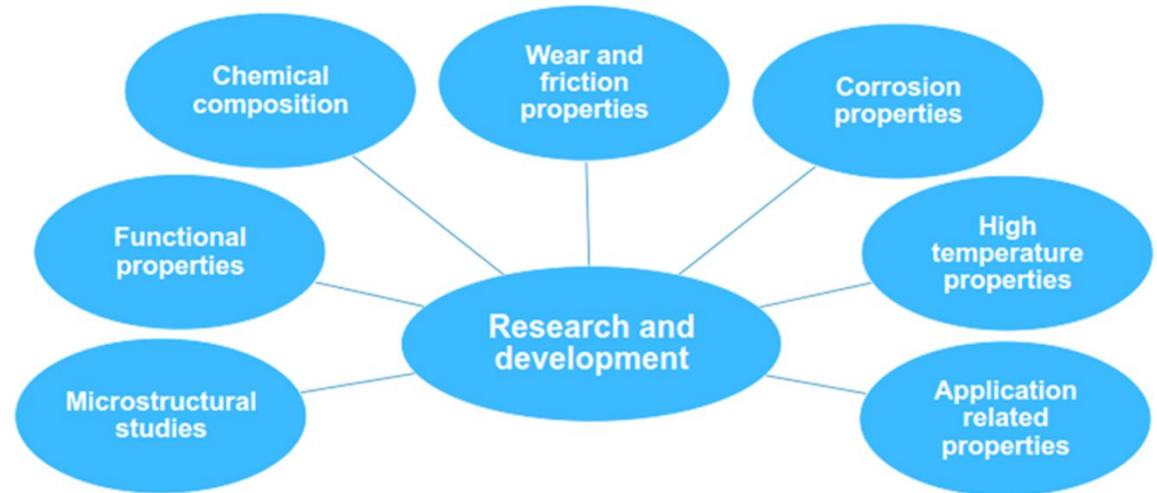 Chemical
composition
Wear and
friction
properties
Corrosion
properties
Functional
properties
High
temperature
properties
Research and
development
Microstructural
studies
Application
related
properties